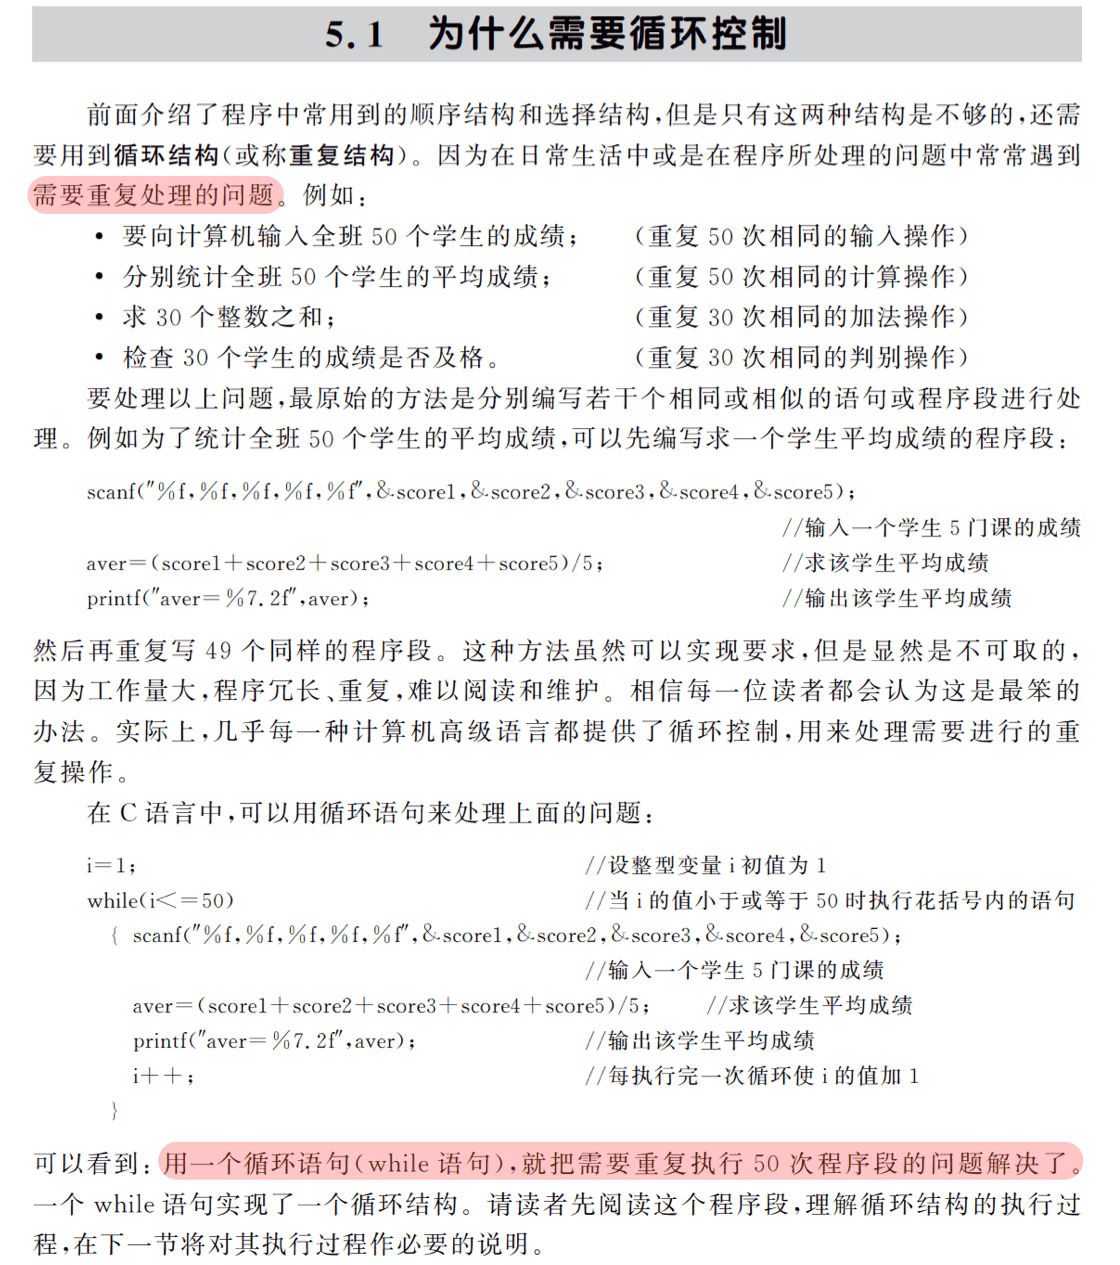 5.1 为什么需要循环控制
前面介绍了程序中常用到的顺序结构和选择结构,但是只有这两种结构是不够的,还需
要用到循环结构(或称重复结构)。因为在日常生活中或是在程序所处理的问题中常常遇到
需要重复处理的问题。例如:
• 要向计算机输入全班 50 个学生的成绩; (重复 50 次相同的输入操作)
• 分别统计全班 50 个学生的平均成绩; (重复 50 次相同的计算操作)
• 求 30 个整数之和; (重复 30 次相同的加法操作)
• 检查 30 个学生的成绩是否及格。 (重复 30 次相同的判别操作)
要处理以上问题,最原始的方法是分别编写若干个相同或相似的语句或程序段进行处
理。例如为了统计全班 50 个学生的平均成绩,可以先编写求一个学生平均成绩的程序段:
scanf("%f,%f,%f,%f,%f",&score1,&score2,&score3,&score4,&score5);
//输入一个学生 5 门课的成绩
aver=(score1+score2+score3+score4+score5)/5; //求该学生平均成绩
printf("aver=%7.2f",aver); //输出该学生平均成绩
然后再重复写 49 个同样的程序段。这种方法虽然可以实现要求,但是显然是不可取的,
因为工作量大,程序冗长、重复,难以阅读和维护。相信每一位读者都会认为这是最笨的
办法。实际上,几乎每一种计算机高级语言都提供了循环控制,用来处理需要进行的重
复操作。
在 C 语言中,可以用循环语句来处理上面的问题:
i=1; //设整型变量 i 初值为 1
while(i<=50) //当 i 的值小于或等于 50 时执行花括号内的语句
{ scanf("%f,%f,%f,%f,%f",&score1,&score2,&score3,&score4,&score5);
//输入一个学生 5 门课的成绩
aver=(score1+score2+score3+score4+score5)/5; //求该学生平均成绩
printf("aver=%7.2f",aver); //输出该学生平均成绩
i++; //每执行完一次循环使 i 的值加 1
}
可以看到:用一个循环语句(while 语句),就把需要重复执行 50 次程序段的问题解决了。
一个 while 语句实现了一个循环结构。请读者先阅读这个程序段,理解循环结构的执行过
程,在下一节将对其执行过程作必要的说明。